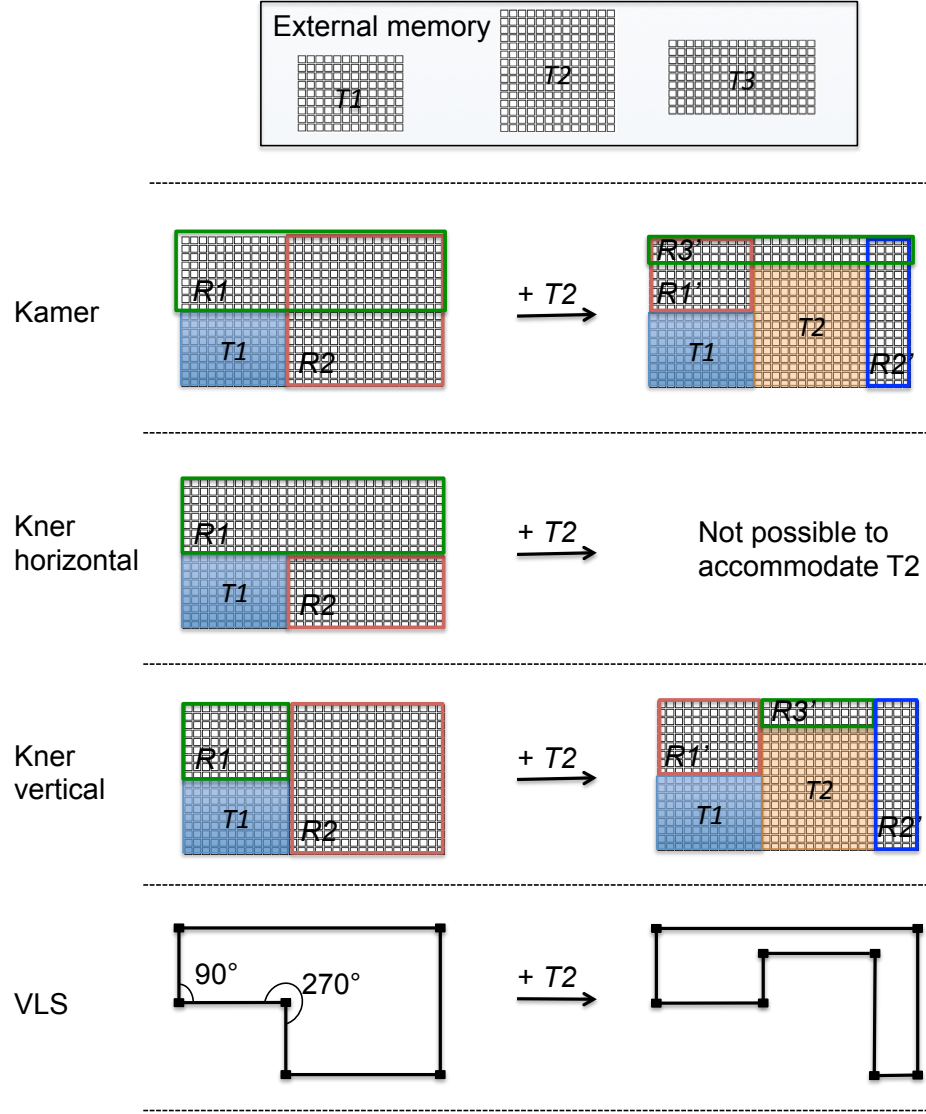 External memory
T1
T2
T3
Kamer
R1
T1
R2
+ T2
R3'
R1'
T1
T2
R2'
Kner
horizontal
R1
T1
R2
+ T2
Not possible to
accommodate T2
Kner
vertical
R1
T1
R2
+ T2
R3'
R1'
T1
T2
R2'
VLS
90°
270°
+ T2